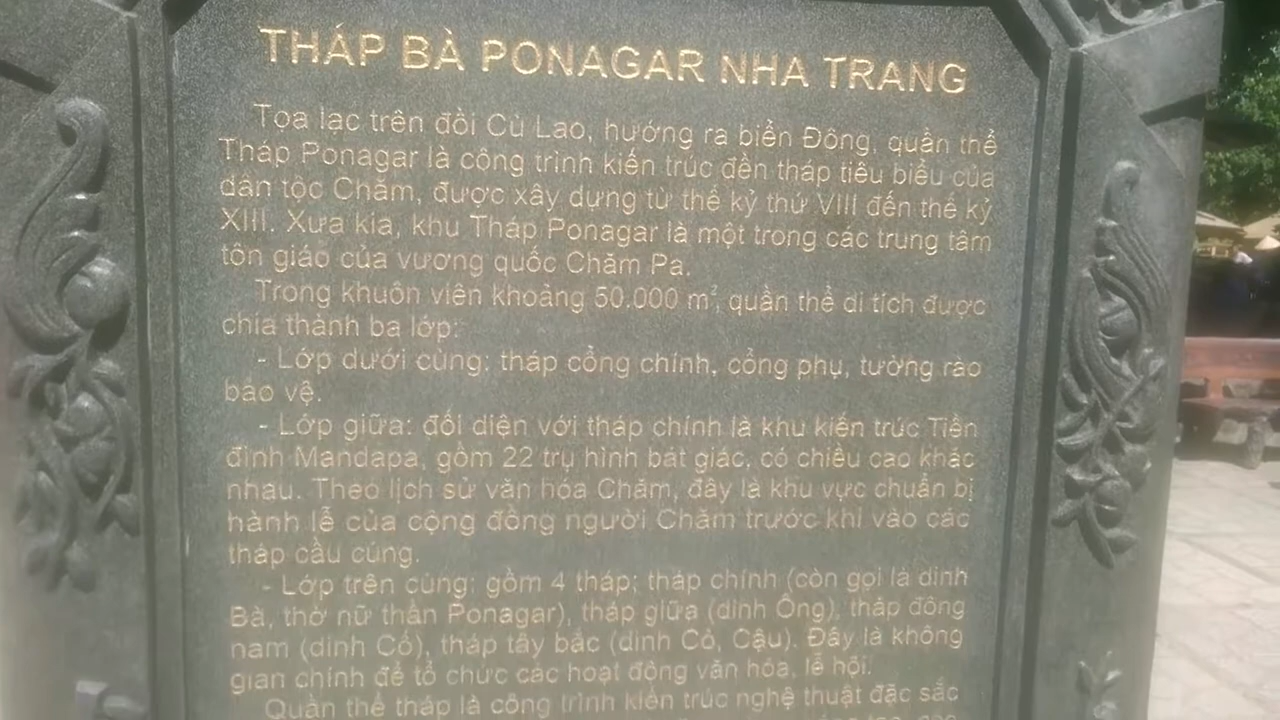 THÁP BÀ PONAGAR NHA TRANG
Tọa lạc trên đồi Cù Lao, hướng ra biển Đông, quần thể
Tháp Ponagar là công trình kiến trúc đền tháp tiêu biểu của
dân tộc Chăm, được xây dựng từ thế kỷ thứ VIII đến thế kỷ
XIII. Xưa kia, khu Tháp Ponagar là một trong các trung tâm
tôn giáo của vương quốc Chăm Pa.
Trong khuôn viên khoảng 50.000 m², quần thể di tích được
chia thành ba lớp:
- Lớp dưới cùng: tháp cổng chính, cổng phụ, tường rào
bảo vệ.
- Lớp giữa: đối diện với tháp chính là khu kiến trúc Tiền
đình Mandapa, gồm 22 trụ hình bát giác, có chiều cao khác
nhau. Theo lịch sử văn hóa Chăm, đây là khu vực chuẩn bị
hành lễ của cộng đồng người Chăm trước khi vào các
tháp cầu cúng.
- Lớp trên cùng: gồm 4 tháp; tháp chính (còn gọi là dinh
Bà, thờ nữ thần Ponagar), tháp giữa (dinh Ông), tháp đông
nam (dinh Cố), tháp tây bắc (dinh Cô, Cậu). Đây là không
gian chính để tổ chức các hoạt động văn hóa, lễ hội.
Quần thể tháp là công trình kiến trúc nghệ thuật đặc sắc